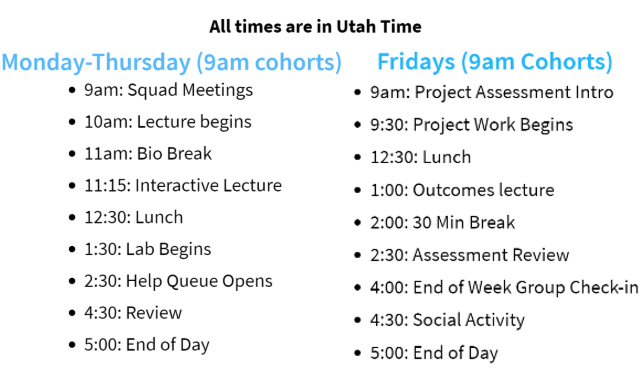 All times are in Utah Time
Monday-Thursday (9am cohorts)
• 9am: Squad Meetings
• 10am: Lecture begins
• 11am: Bio Break
• 11:15: Interactive Lecture
• 12:30: Lunch
• 1:30: Lab Begins
• 2:30: Help Queue Opens
• 4:30: Review
• 5:00: End of Day
Fridays (9am Cohorts)
• 9am: Project Assessment Intro
• 9:30: Project Work Begins
• 12:30: Lunch
• 1:00: Outcomes lecture
• 2:00: 30 Min Break
• 2:30: Assessment Review
• 4:00: End of Week Group Check-in
• 4:30: Social Activity
• 5:00: End of Day